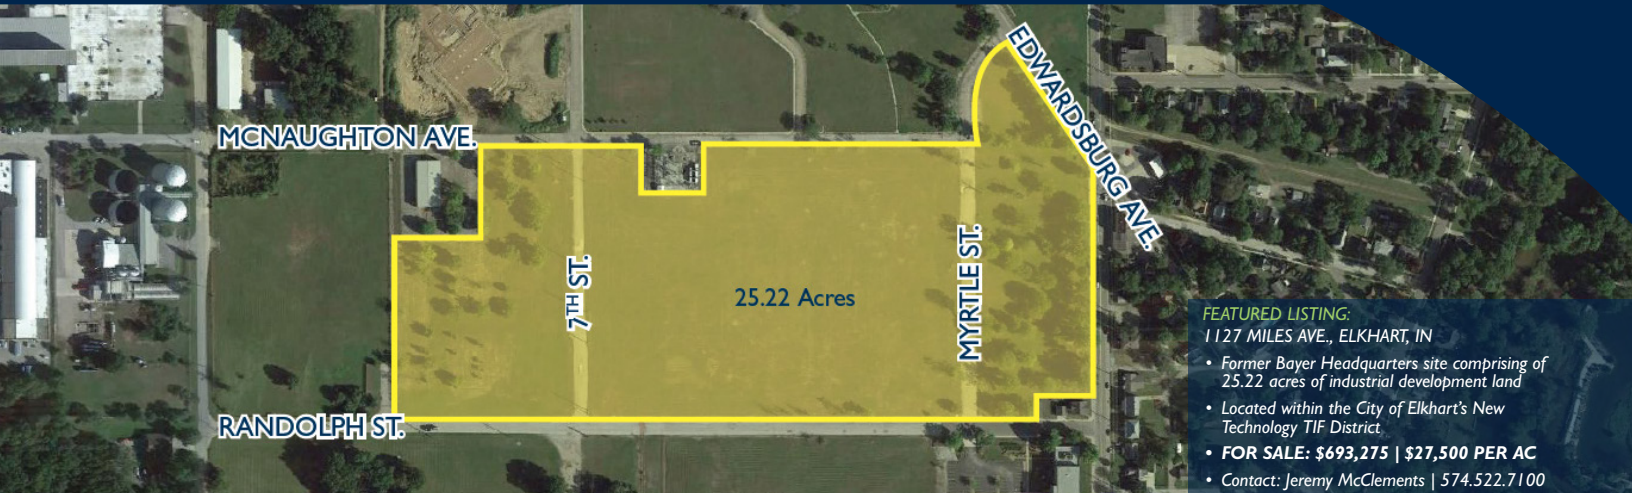 MCNAUGHTON AVE.
EDWARDSBURG AVE.
7TH ST.
25.22 Acres
MYRTLE ST.
RANDOLPH ST.
FEATURED LISTING:
1127 MILES AVE., ELKHART, IN
• Former Bayer Headquarters site comprising of
25.22 acres of industrial development land
• Located within the City of Elkhart's New
Technology TIF District
• FOR SALE: $693,275 | $27,500 PER AC
• Contact: Jeremy McClements | 574.522.7100